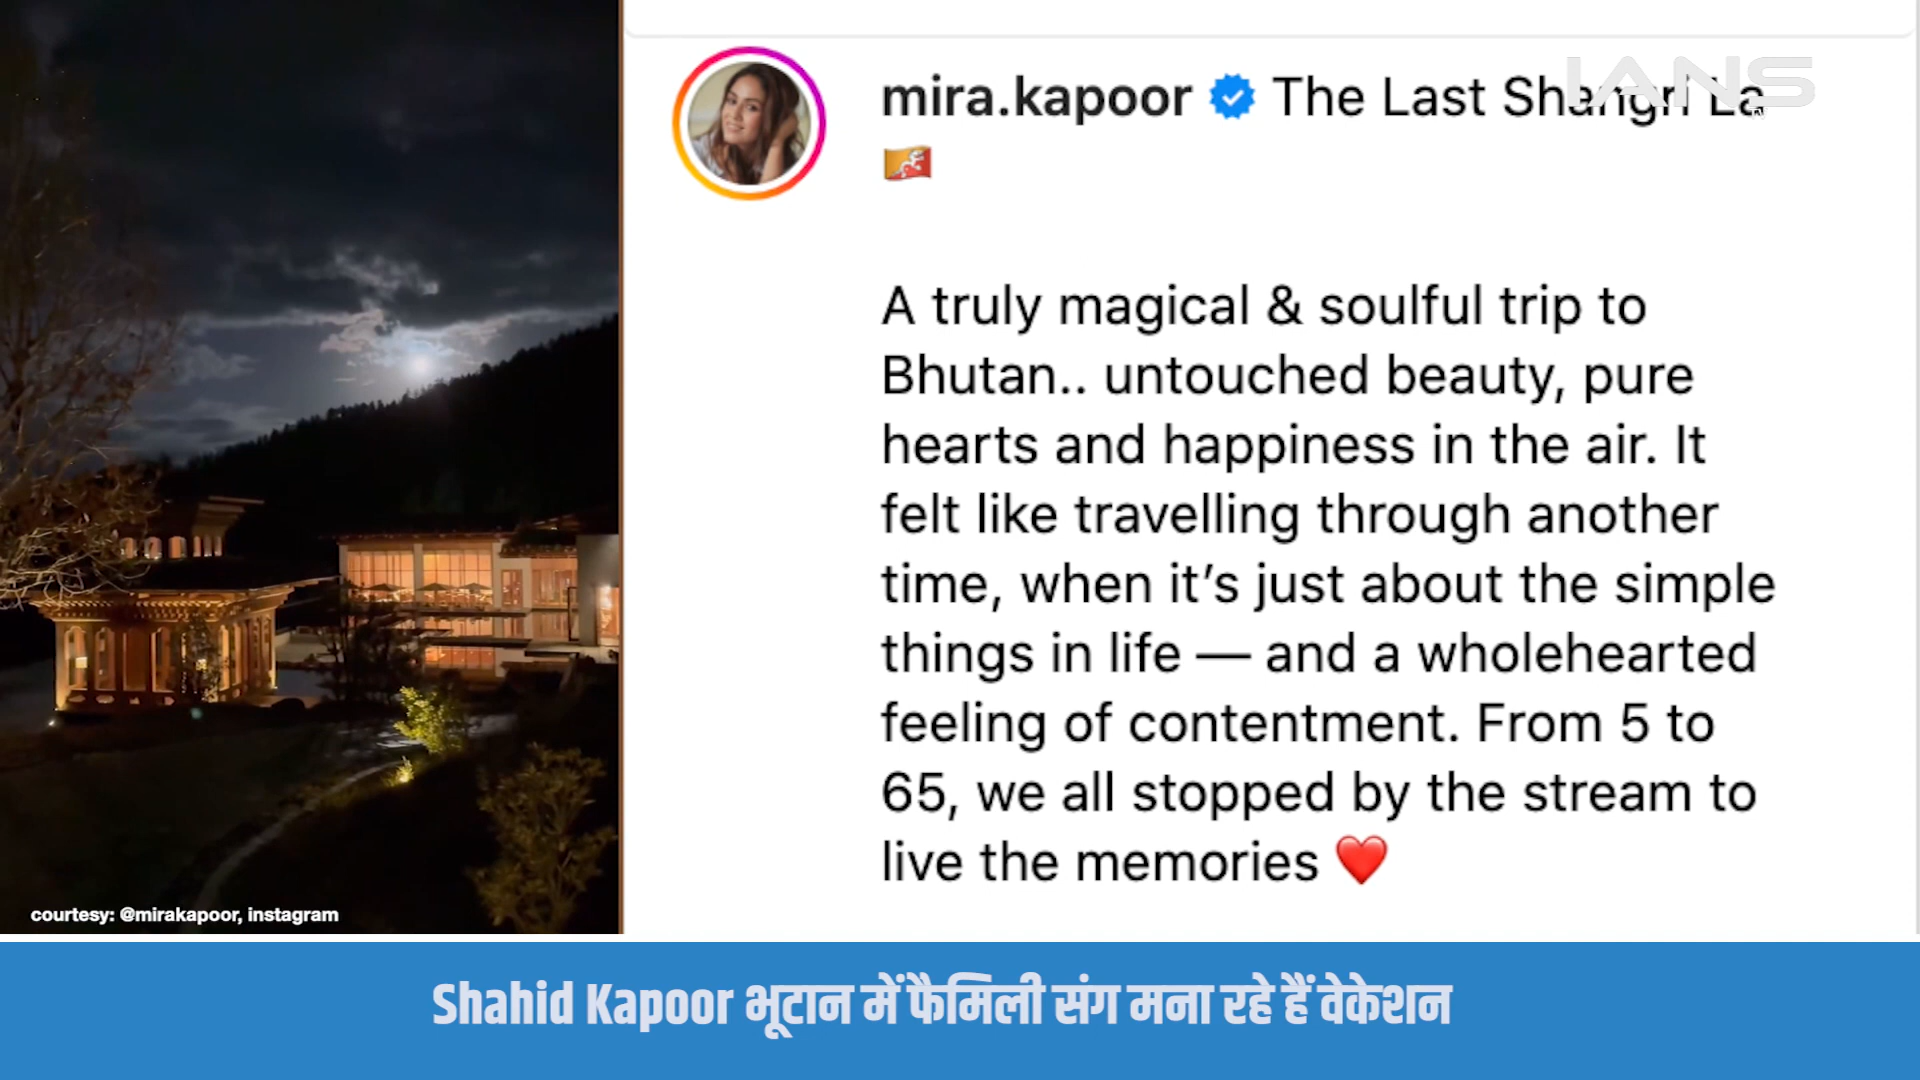 IANS
TV
mira.kapoor The Last Shangri La
A truly magical & soulful trip to
Bhutan.. untouched beauty, pure
hearts and happiness in the air. It
felt like travelling through another
time, when it’s just about the simple
things in life — and a wholehearted
feeling of contentment. From 5 to
65, we all stopped by the stream to
live the memories ❤️
courtesy: @mirakapoor, instagram
Shahid Kapoor भूटान में फैमिली संग मना रहे हैं वेकेशन